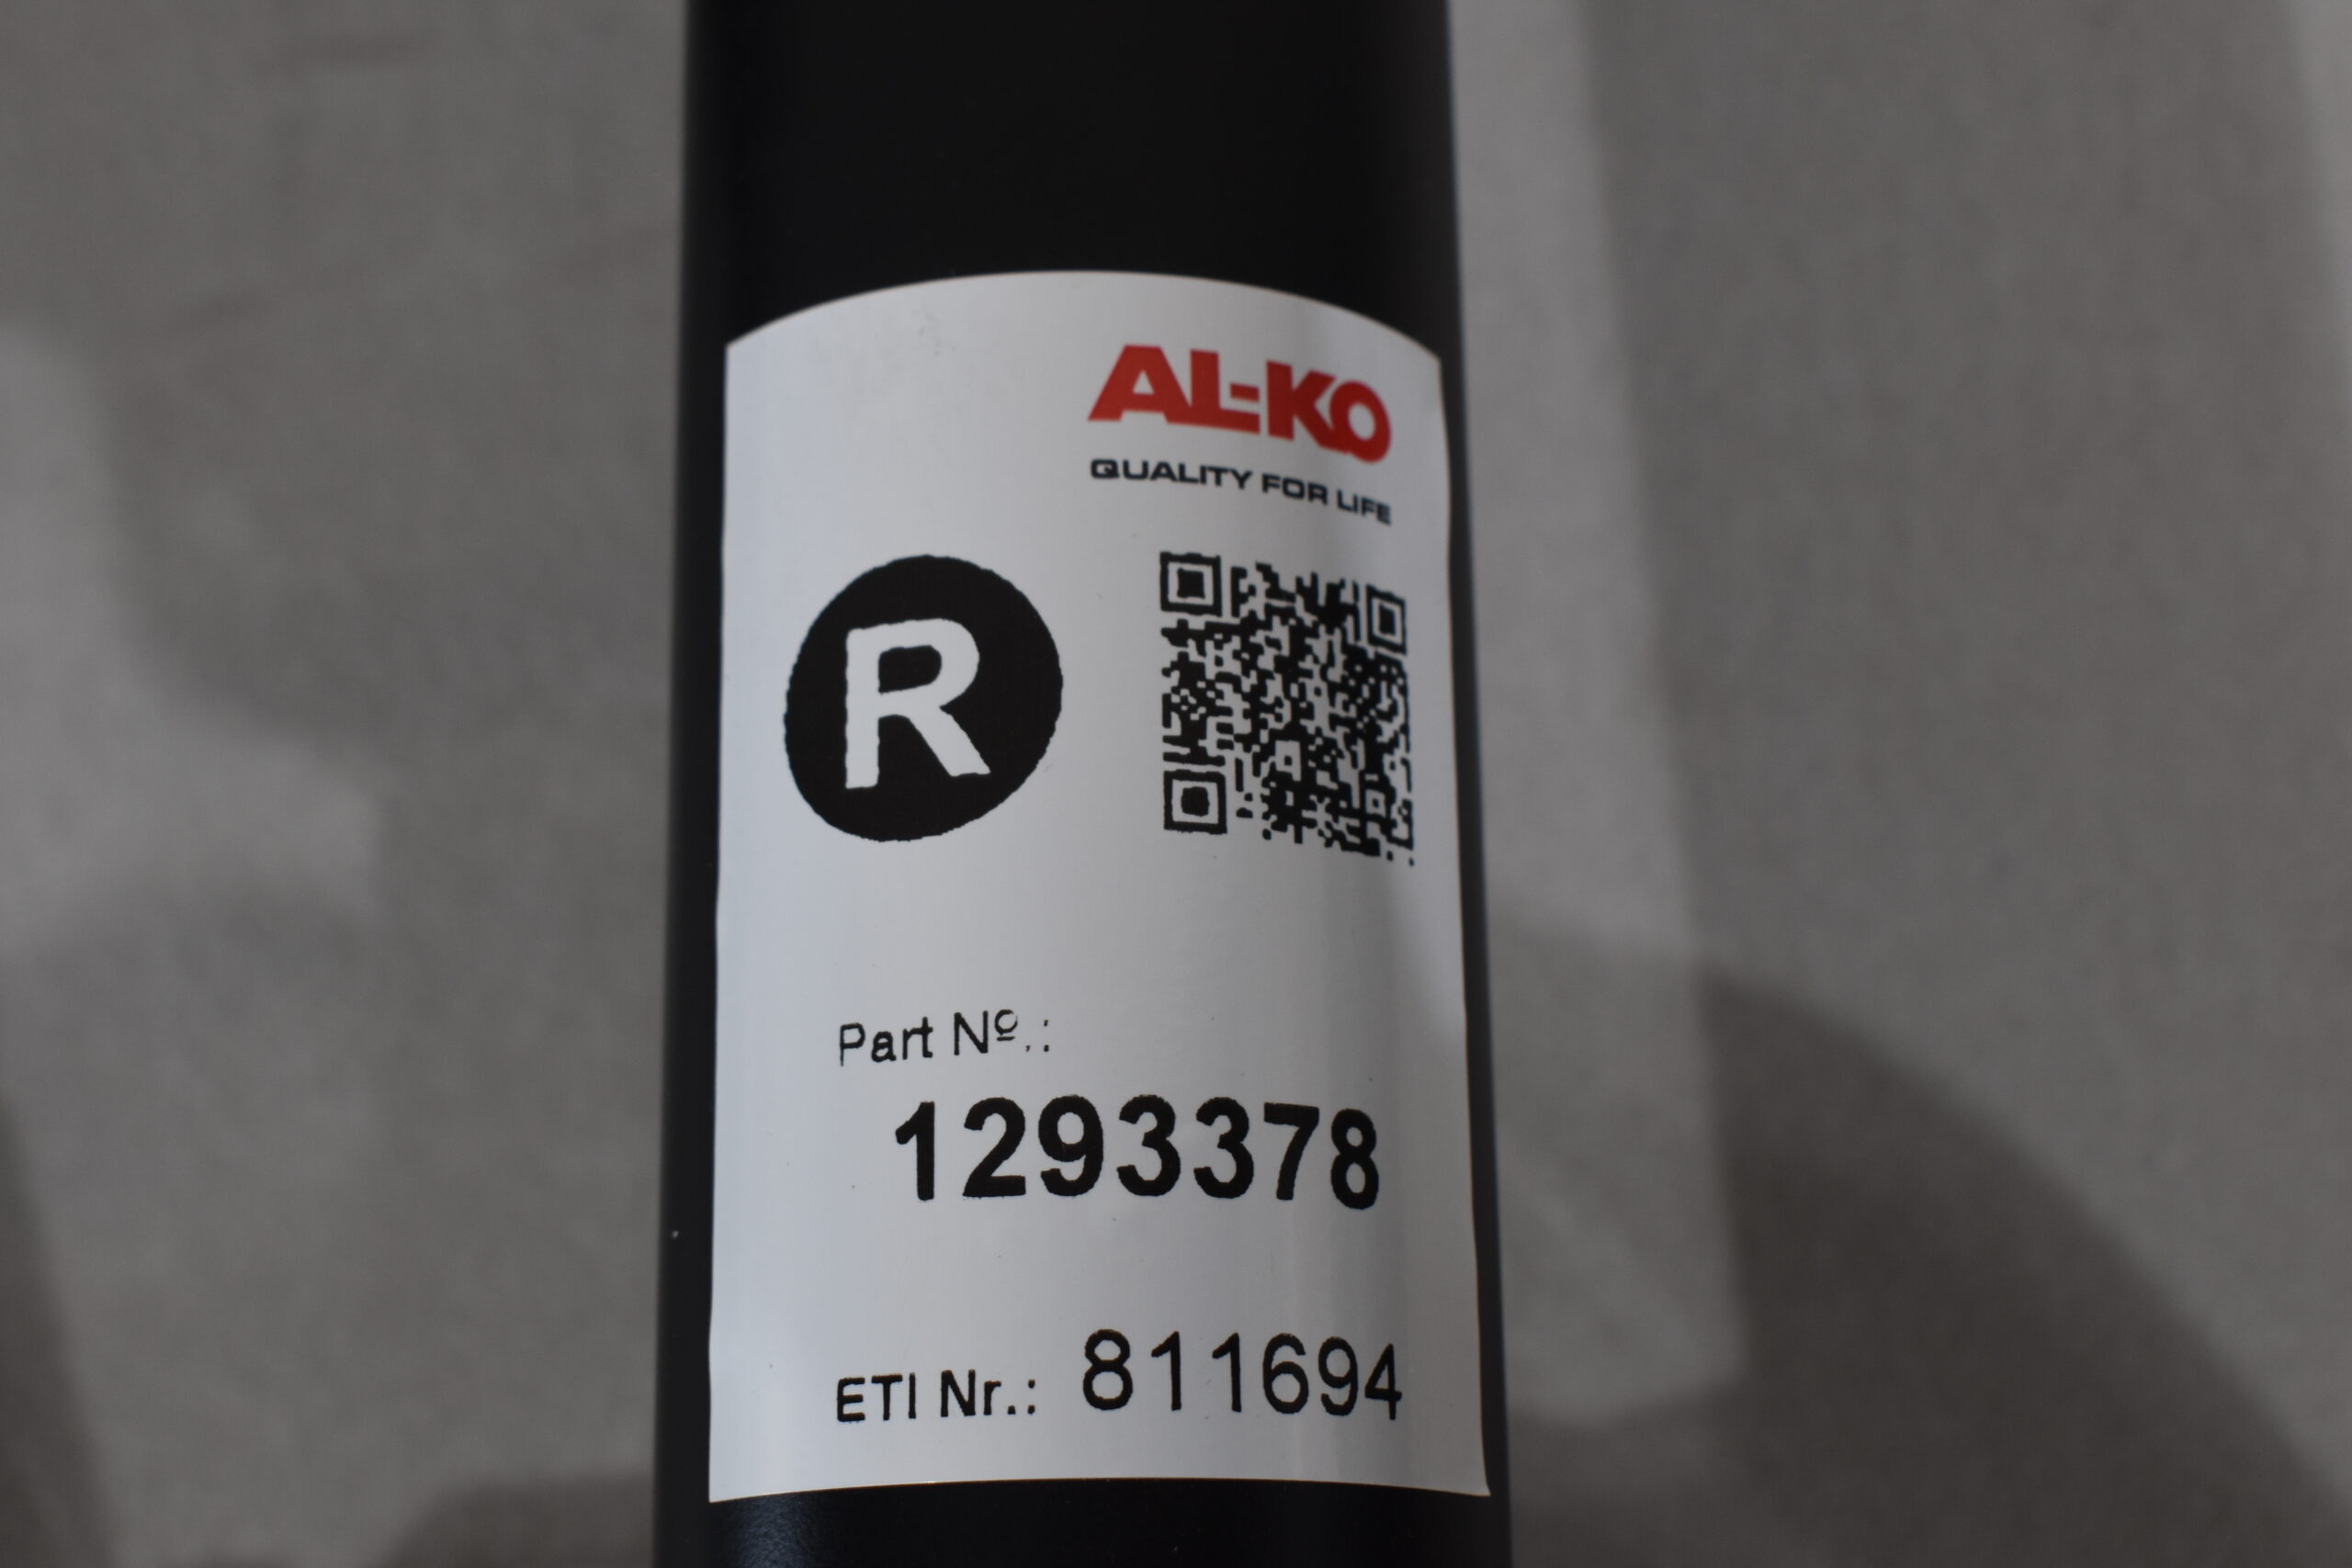 AL-KO
QUALITY FOR LIFE
R
Part Nº.:
1293378
ETI Nr.: 811694